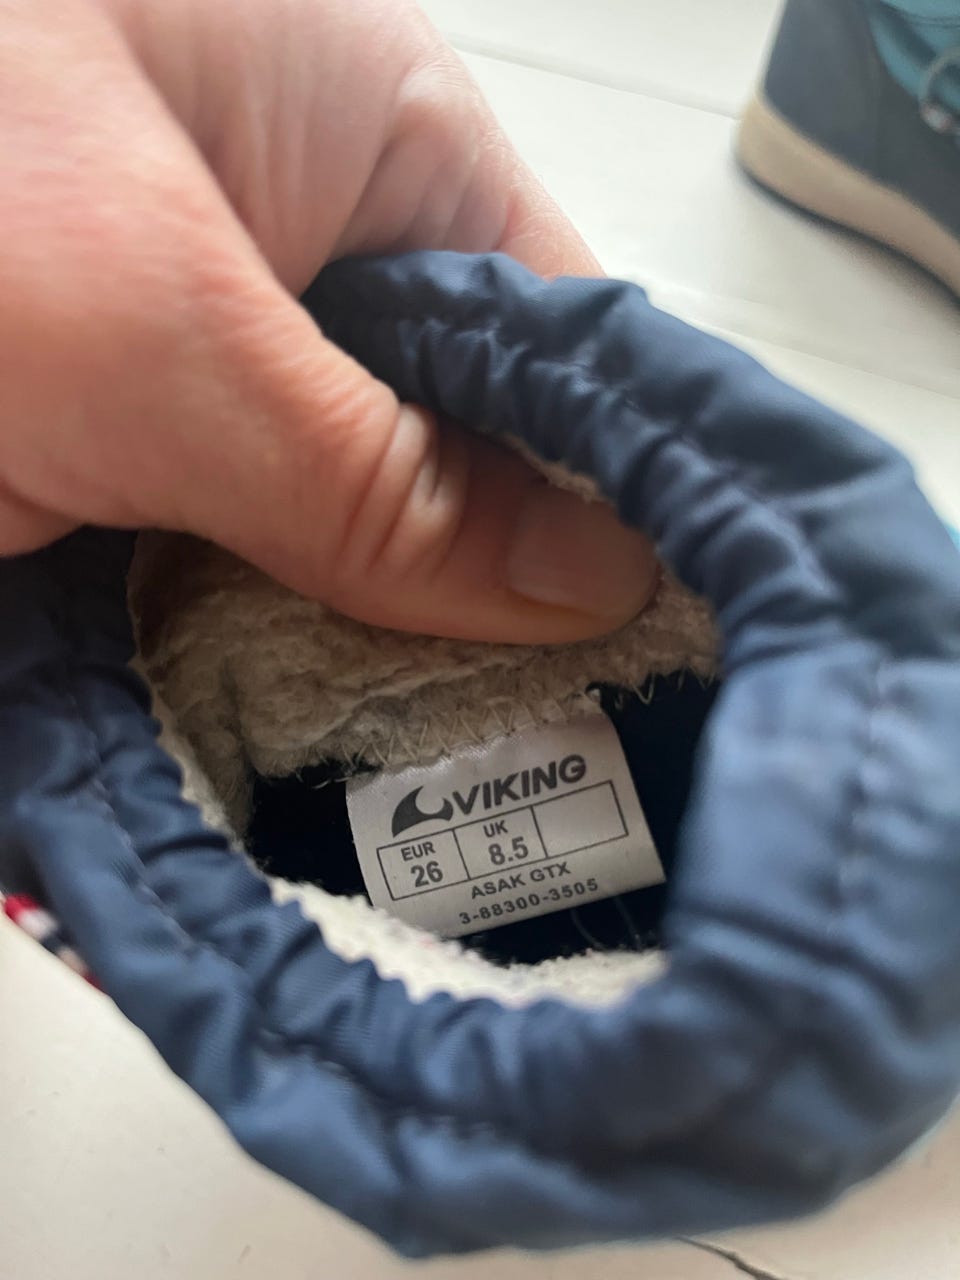 VIKING
EUR UK
26 8.5
ASAK GTX
3-88300-3505